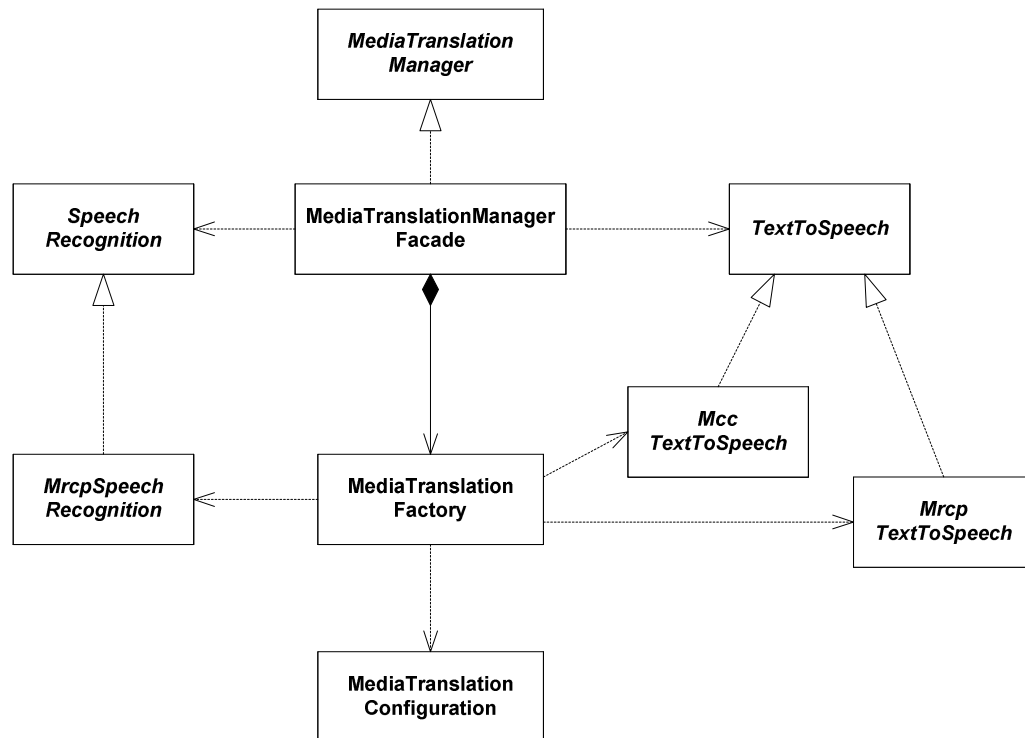 MediaTranslation
Manager
Speech
Recognition
MediaTranslationManager
Facade
TextToSpeech
Mcc
TextToSpeech
MrcpSpeech
Recognition
MediaTranslation
Factory
Mrcp
TextToSpeech
MediaTranslation
Configuration